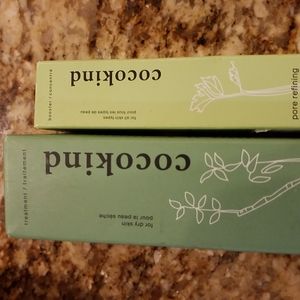 booster / concentré
cocokind
for all skin types
pour tous les types de peau
pore refining
treatment / traitement
cocokind
for dry skin
pour la peau sèche